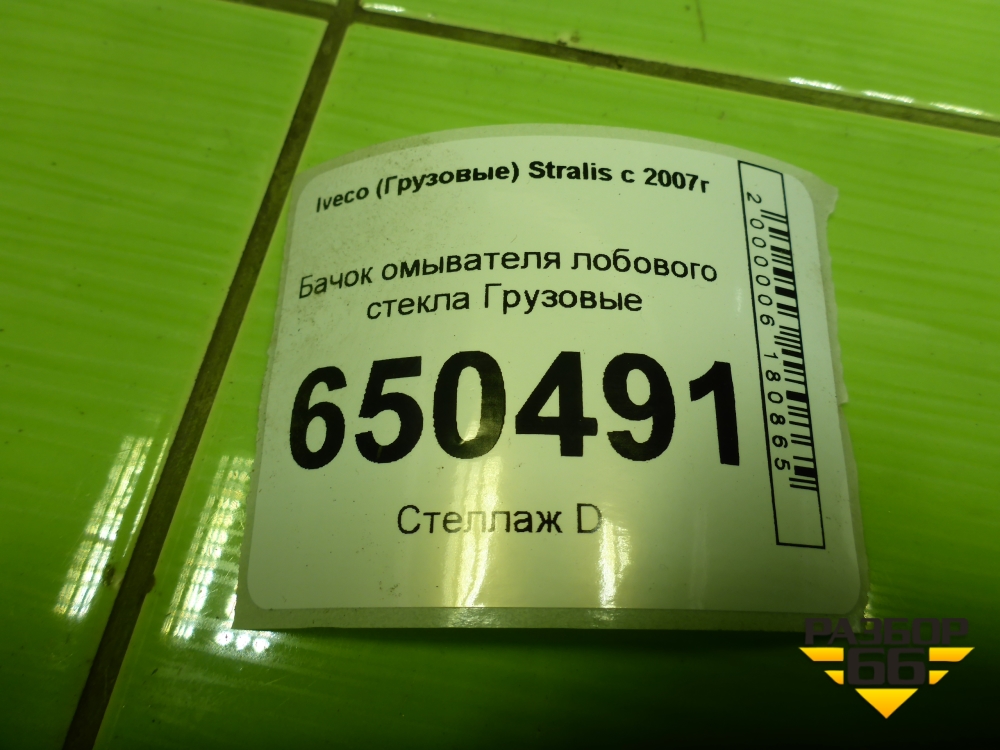 Iveco (Грузовые) Stralis с 2007г
Бачок омывателя лобового
стекла Грузовые
650491
Стеллаж D
2000006180865
РАЗБОР
66